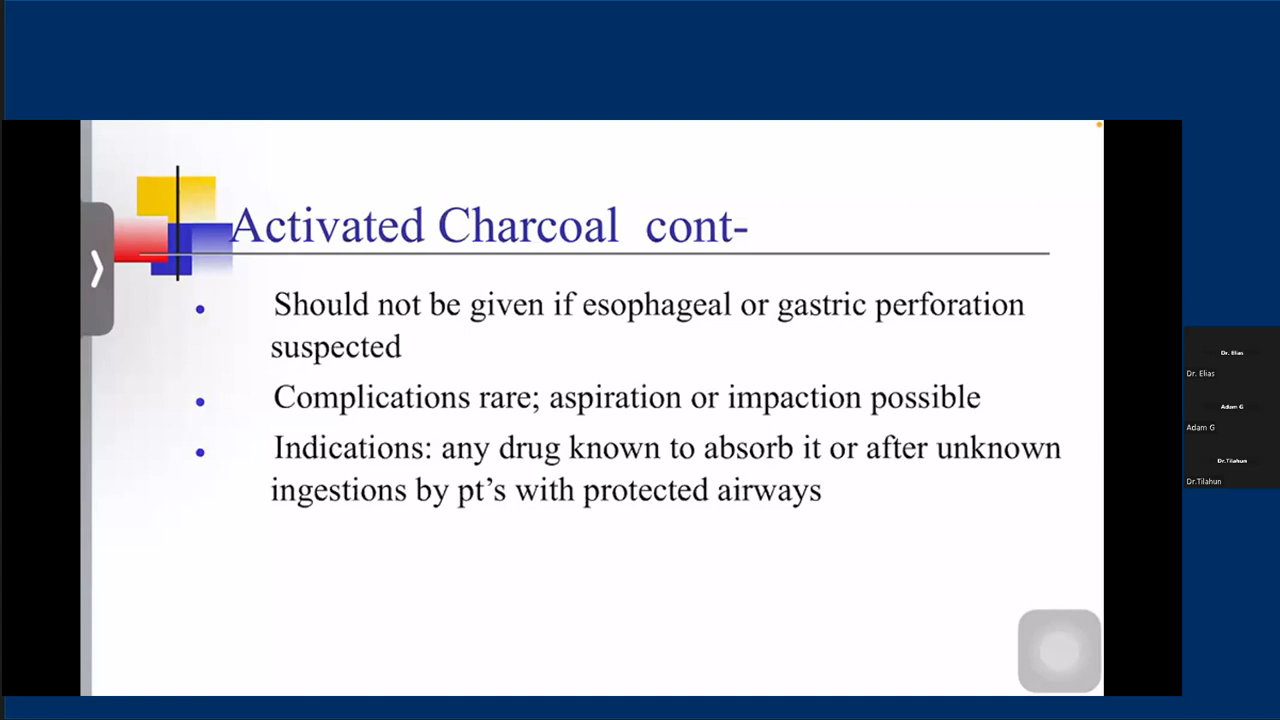 Activated Charcoal cont-
• Should not be given if esophageal or gastric perforation
suspected
• Complications rare; aspiration or impaction possible
• Indications: any drug known to absorb it or after unknown
ingestions by pt’s with protected airways
Dr. Elias
Dr. Elias
Adam G
Adam G
Dr.Tilahun
Dr.Tilahun